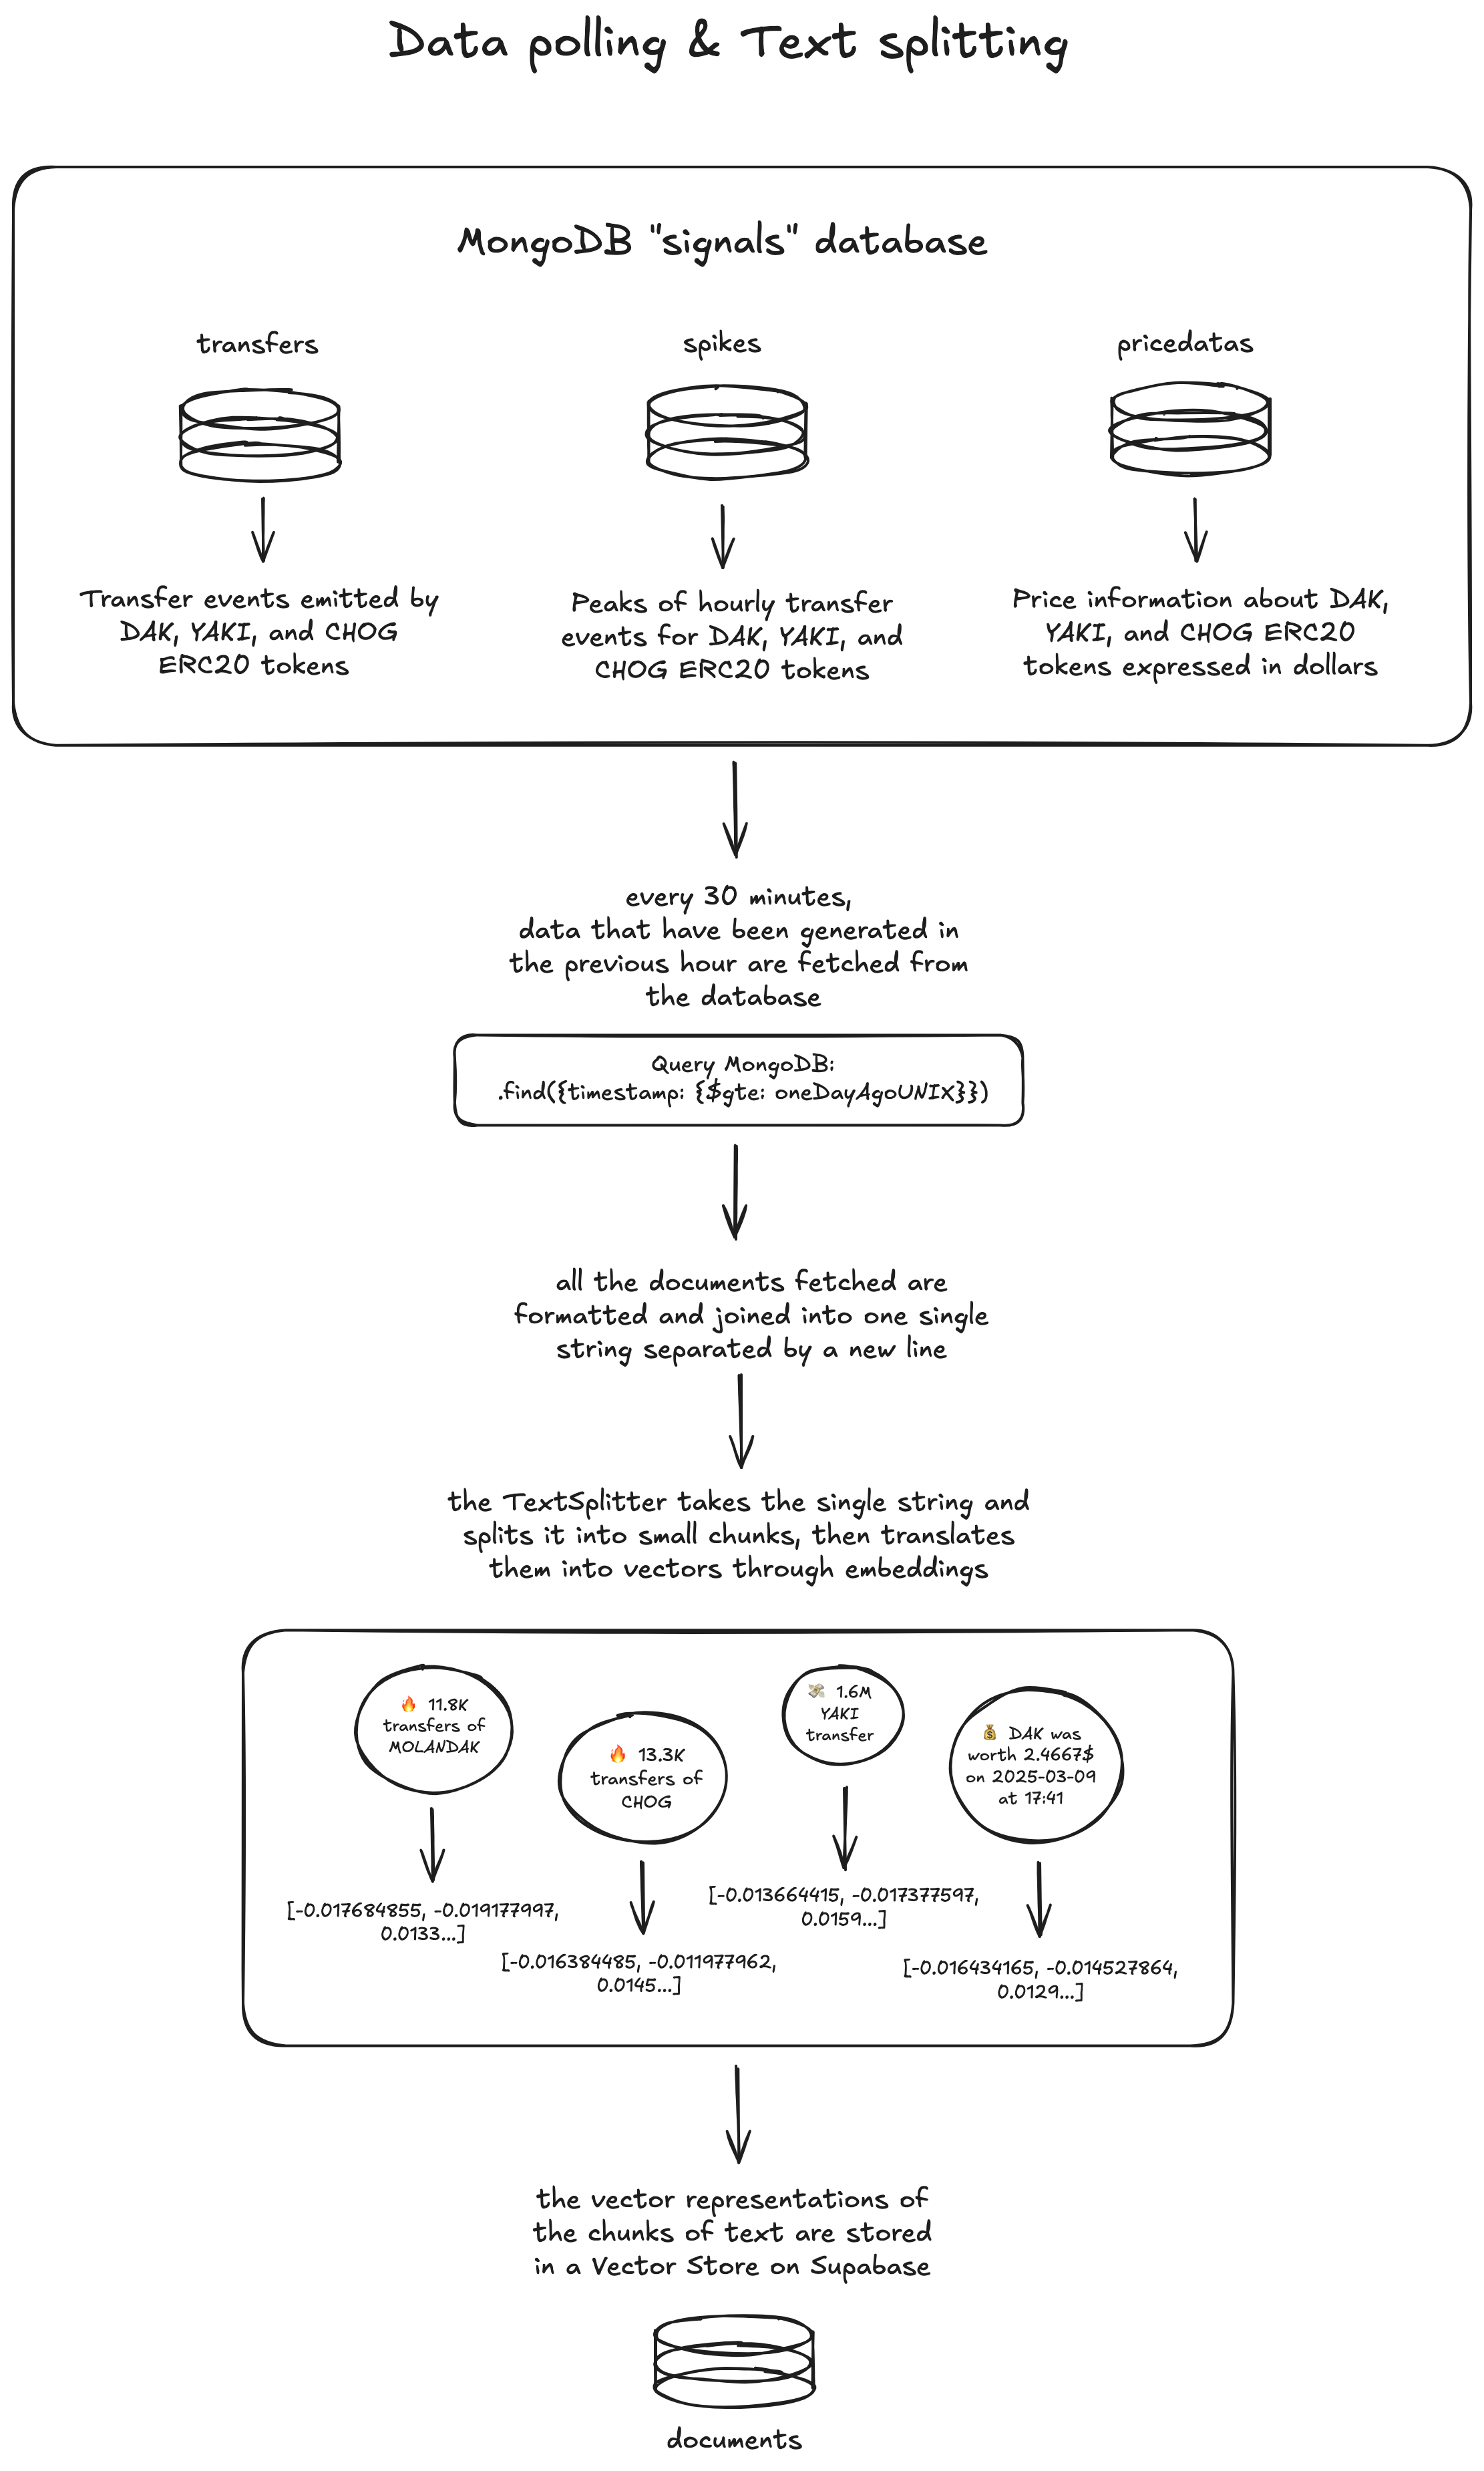 Data polling & Text splitting
MongoDB "signals" database
transfers
Transfer events emitted by
DAK, YAKI, and CHOG
ERC20 tokens
spikes
Peaks of hourly transfer
events for DAK, YAKI, and
CHOG ERC20 tokens
pricedatas
Price information about DAK,
YAKI, and CHOG ERC20
tokens expressed in dollars
every 30 minutes,
data that have been generated in
the previous hour are fetched from
the database
Query MongoDB:
.find({timestamp: {$gte: oneDayAgoUNIX}})
all the documents fetched are
formatted and joined into one single
string separated by a new line
the TextSplitter takes the single string and
splits it into small chunks, then translates
them into vectors through embeddings
🔥 11.8K
transfers of
MOLANDAK
[-0.017684855, -0.019177997,
0.0133...]
🔥 13.3K
transfers of
CHOG
[-0.016384485, -0.011977962,
0.0145...]
💸 1.6M
YAKI
transfer
[-0.013664415, -0.017377597,
0.0159...]
💰 DAK was
worth 2.4667$
on 2025-03-09
at 17:41
[-0.016434165, -0.014527864,
0.0129...]
the vector representations of
the chunks of text are stored
in a Vector Store on Supabase
documents